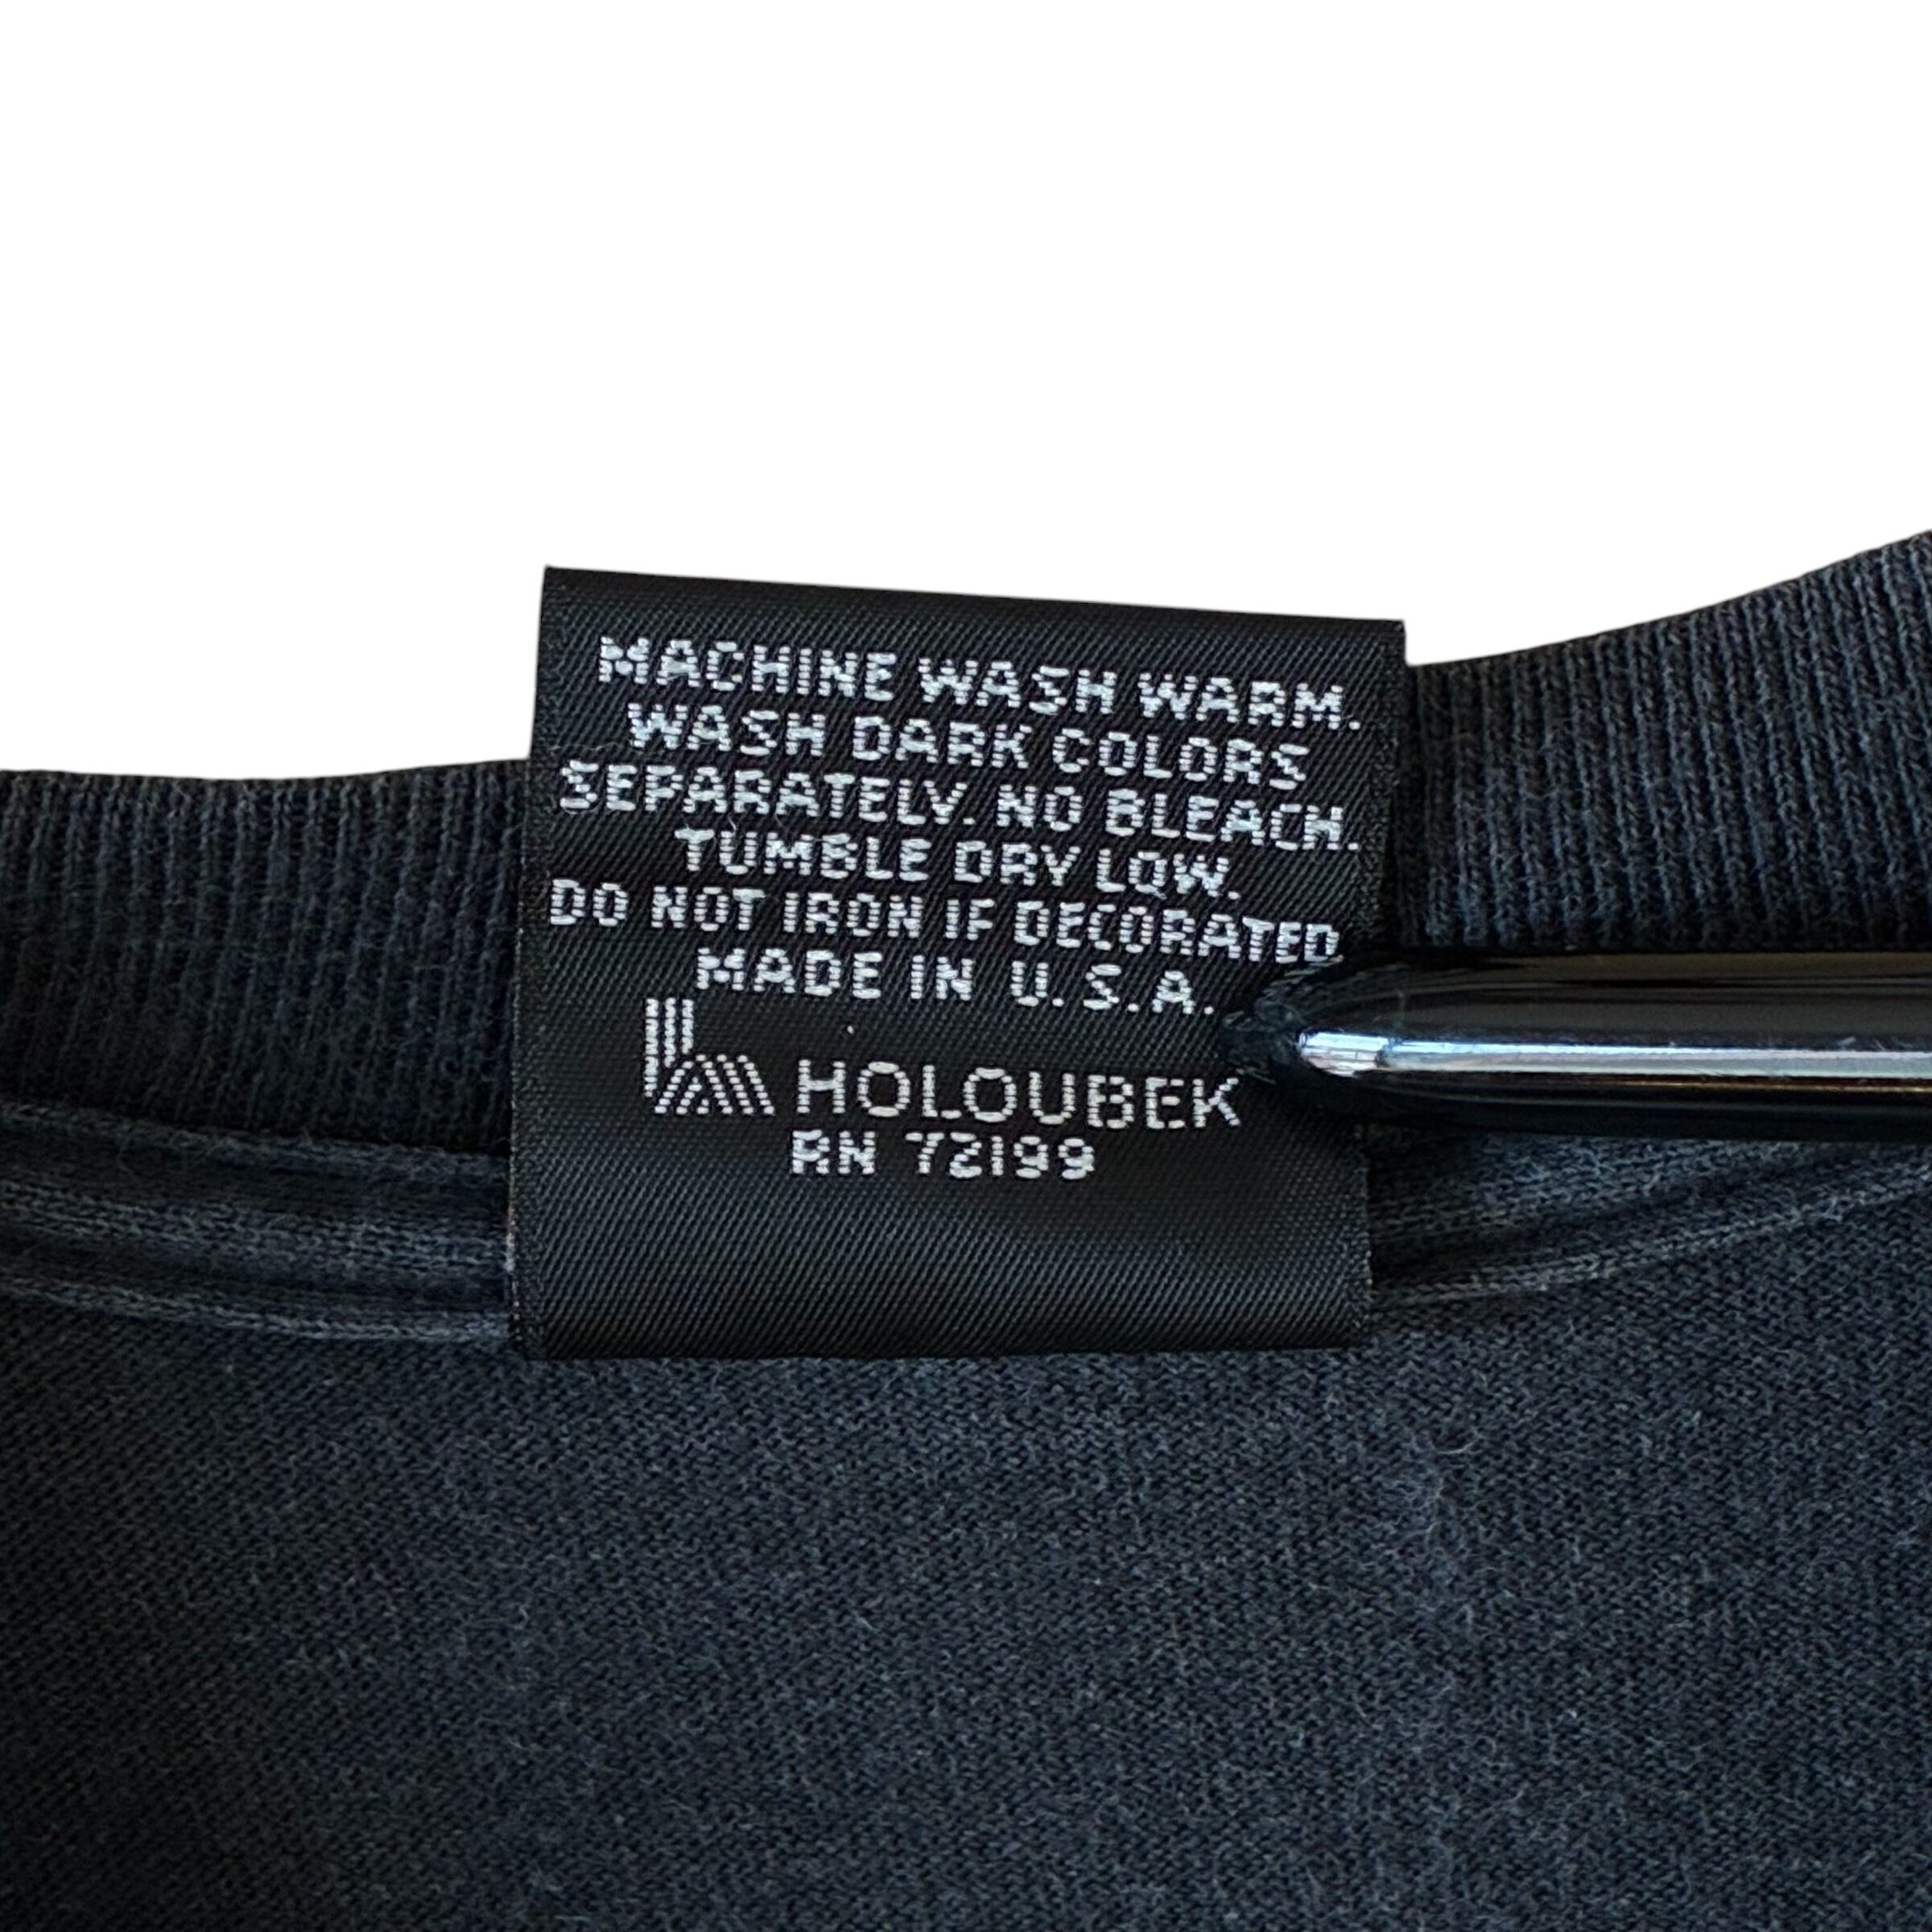 MACHINE WASH WARM.
WASH DARK COLORS
SEPARATELY. NO BLEACH.
TUMBLE DRY LOW.
DO NOT IRON IF DECORATED
MADE IN U.S.A.
HOLOUBEK
RN 72199